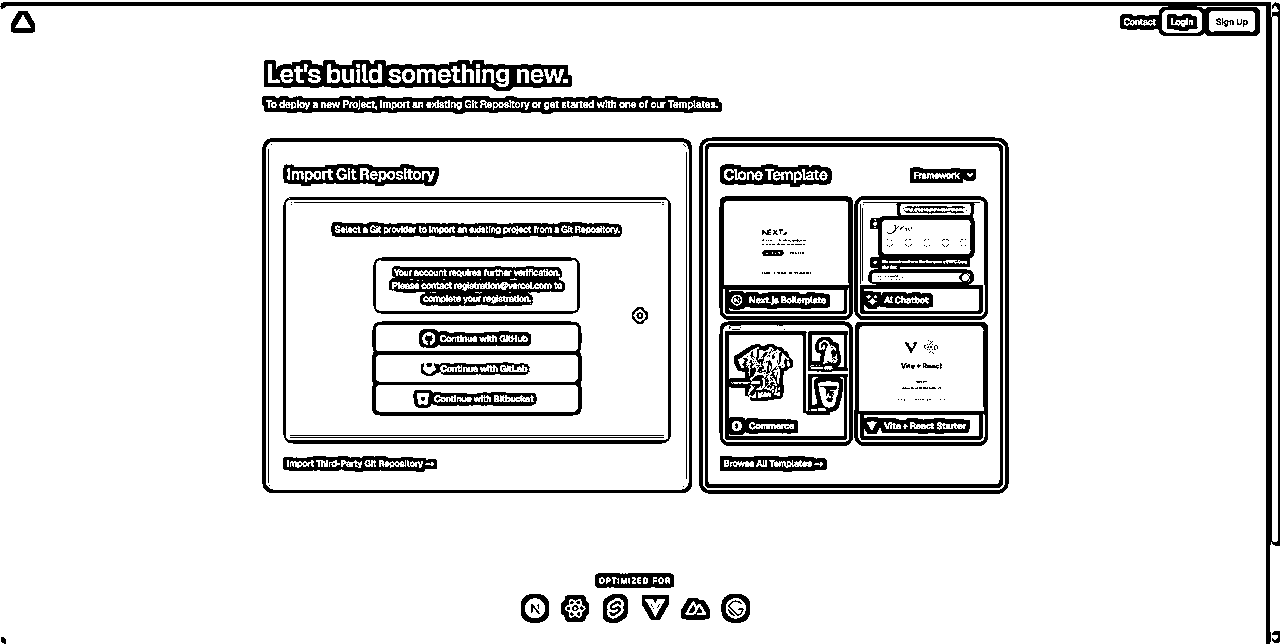 Contact
Login
Sign Up
Let's build something new.
To deploy a new Project, import an existing Git Repository or get started with one of our Templates.
Import Git Repository
Select a Git provider to import an existing project from a Git Repository.
Your account requires further verification.
Please contact registration@vercel.com to
complete your registration.
Continue with GitHub
Continue with GitLab
Continue with Bitbucket
Import Third-Party Git Repository →
Clone Template
Framework
NEXT.js
Next.js Boilerplate
AI Chatbot
Commerce
Vite + React
Vite + React Starter
Browse All Templates →
OPTIMIZED FOR